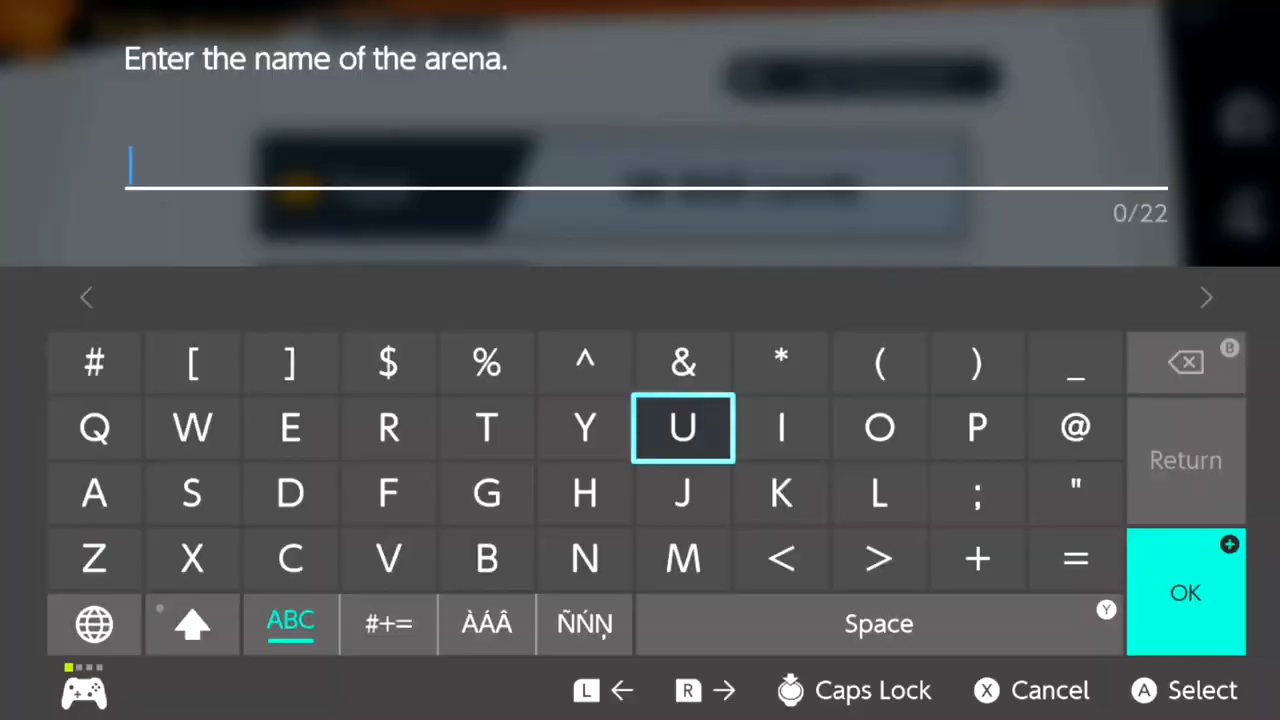 Enter the name of the arena.
0/22
# [ ] $ % ^ & * ( ) _ B
Q W E R T Y U I O P @ Return
A S D F G H J K L ; "
Z X C V B N M < > + = + OK
ABC #+= ÀÁÂ ÑŃŅ Space Y
L ← R → Caps Lock X Cancel A Select